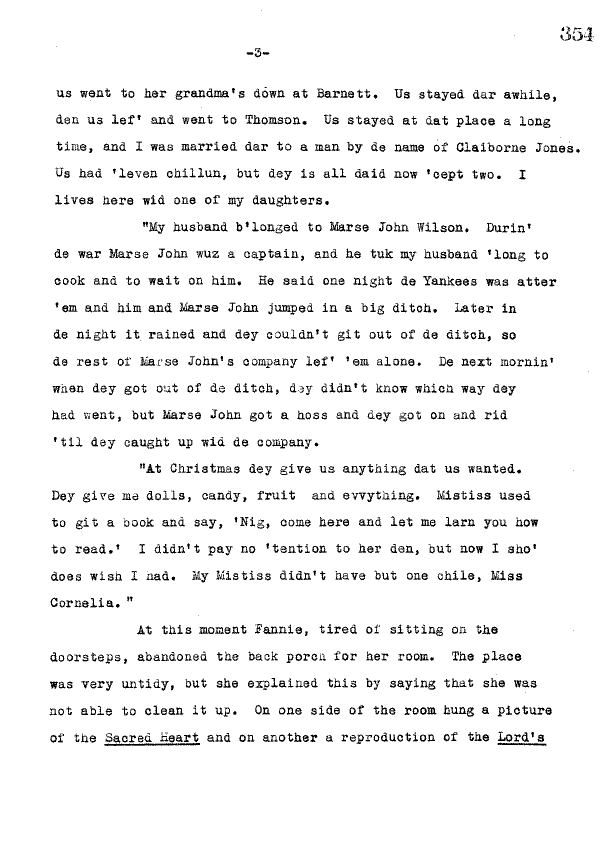 354
-3-
us went to her grandma's down at Barnett. Us stayed dar awhile,
den us lef' and went to Thomson. Us stayed at dat place a long
time, and I was married dar to a man by de name of Claiborne Jones.
Us had 'leven chillun, but dey is all daid now 'cept two. I
lives here wid one of my daughters.
"My husband b'longed to Marse John Wilson. Durin'
de war Marse John wuz a captain, and he tuk my husband 'long to
cook and to wait on him. He said one night de Yankees was atter
'em and him and Marse John jumped in a big ditch. Later in
de night it rained and dey couldn't git out of de ditch, so
de rest of Marse John's company lef' 'em alone. De next mornin'
when dey got out of de ditch, dey didn't know which way dey
had went, but Marse John got a hoss and dey got on and rid
'til dey caught up wid de company.
"At Christmas dey give us anything dat us wanted.
Dey give me dolls, candy, fruit and evvything. Mistiss used
to git a book and say, 'Nig, come here and let me larn you how
to read.' I didn't pay no 'tention to her den, but now I sho'
does wish I had. My Mistiss didn't have but one chile, Miss
Cornelia."
At this moment Fannie, tired of sitting on the
doorsteps, abandoned the back porch for her room. The place
was very untidy, but she explained this by saying that she was
not able to clean it up. On one side of the room hung a picture
of the Sacred Heart and on another a reproduction of the Lord's